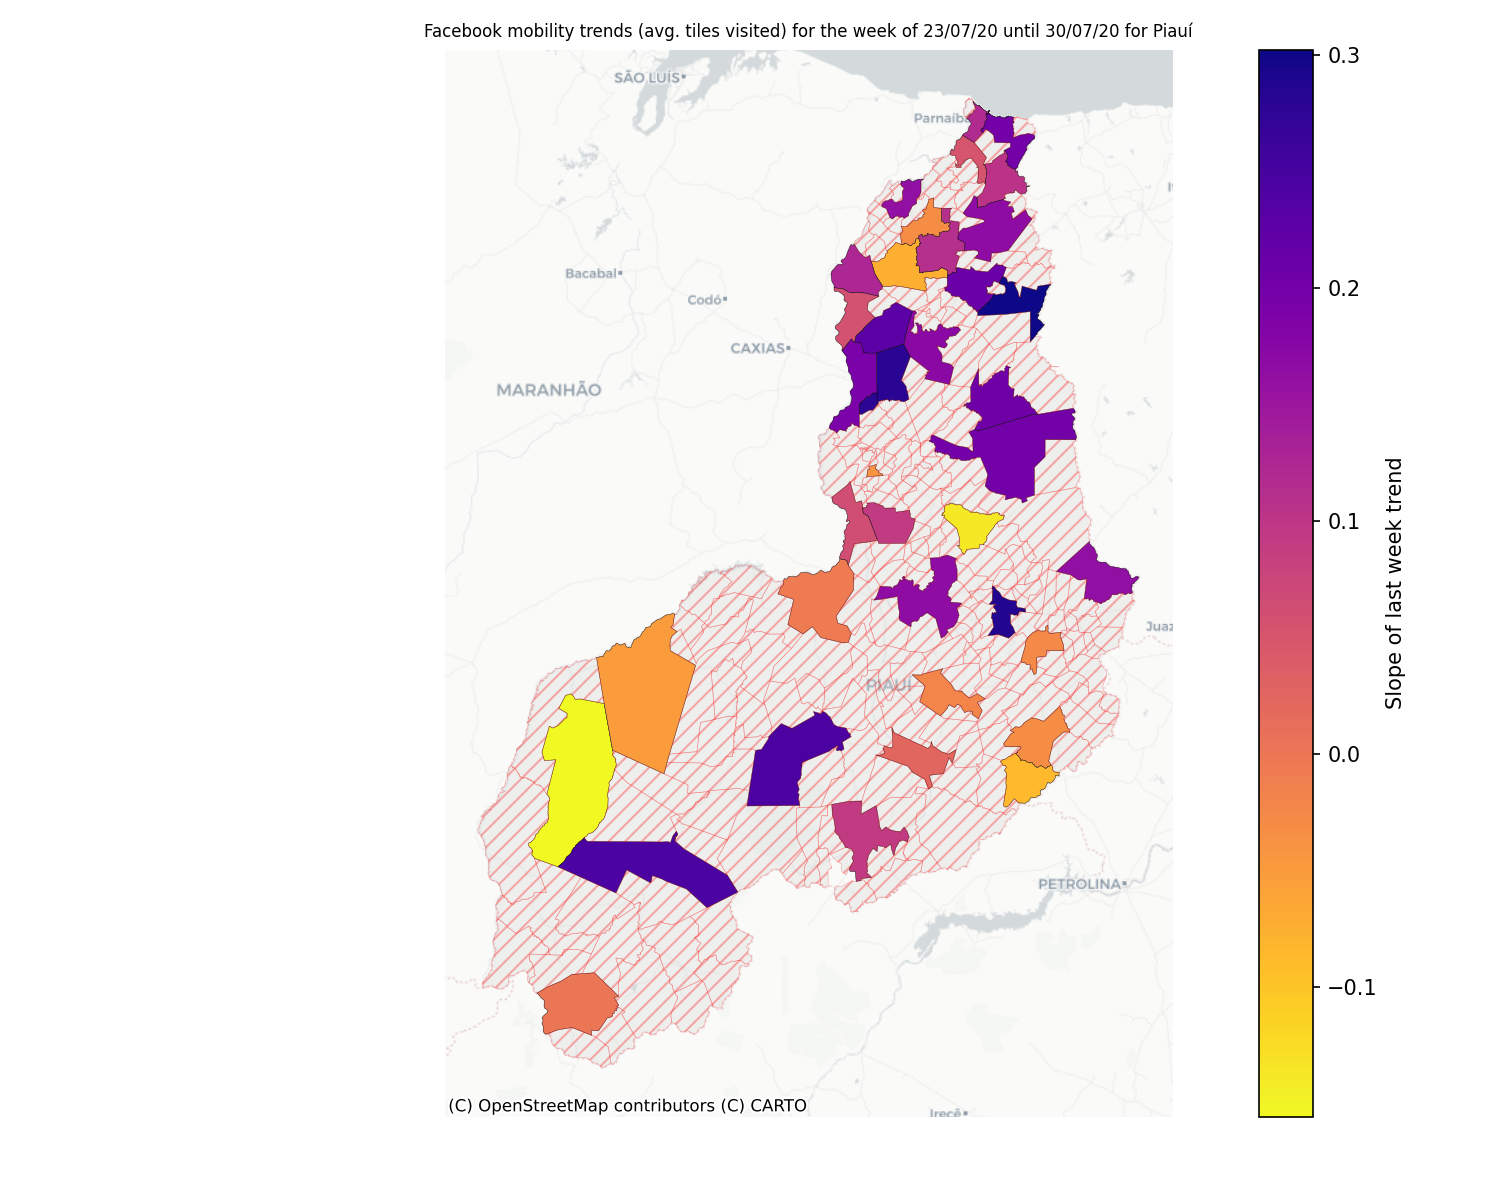 Facebook mobility trends (avg. tiles visited) for the week of 23/07/20 until 30/07/20 for Piauí
SÃO LUÍS
Parnaíba
Bacabal
Codó
CAXIAS
MARANHÃO
PIAUÍ
PETROLINA
Irecê
(C) OpenStreetMap contributors (C) CARTO
0.3
0.2
0.1
0.0
−0.1
Slope of last week trend